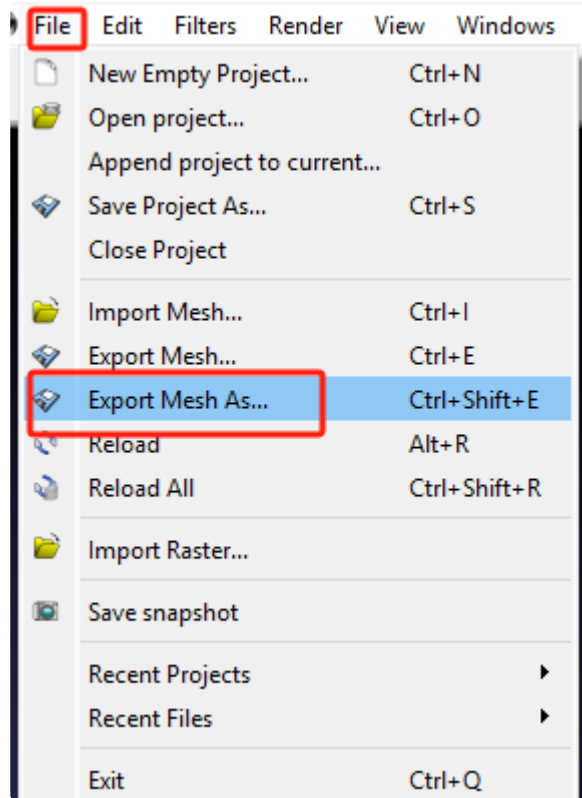 File Edit Filters Render View Windows
New Empty Project... Ctrl+N
Open project... Ctrl+O
Append project to current...
Save Project As... Ctrl+S
Close Project
Import Mesh... Ctrl+I
Export Mesh... Ctrl+E
Export Mesh As... Ctrl+Shift+E
Reload Alt+R
Reload All Ctrl+Shift+R
Import Raster...
Save snapshot
Recent Projects
Recent Files
Exit Ctrl+Q